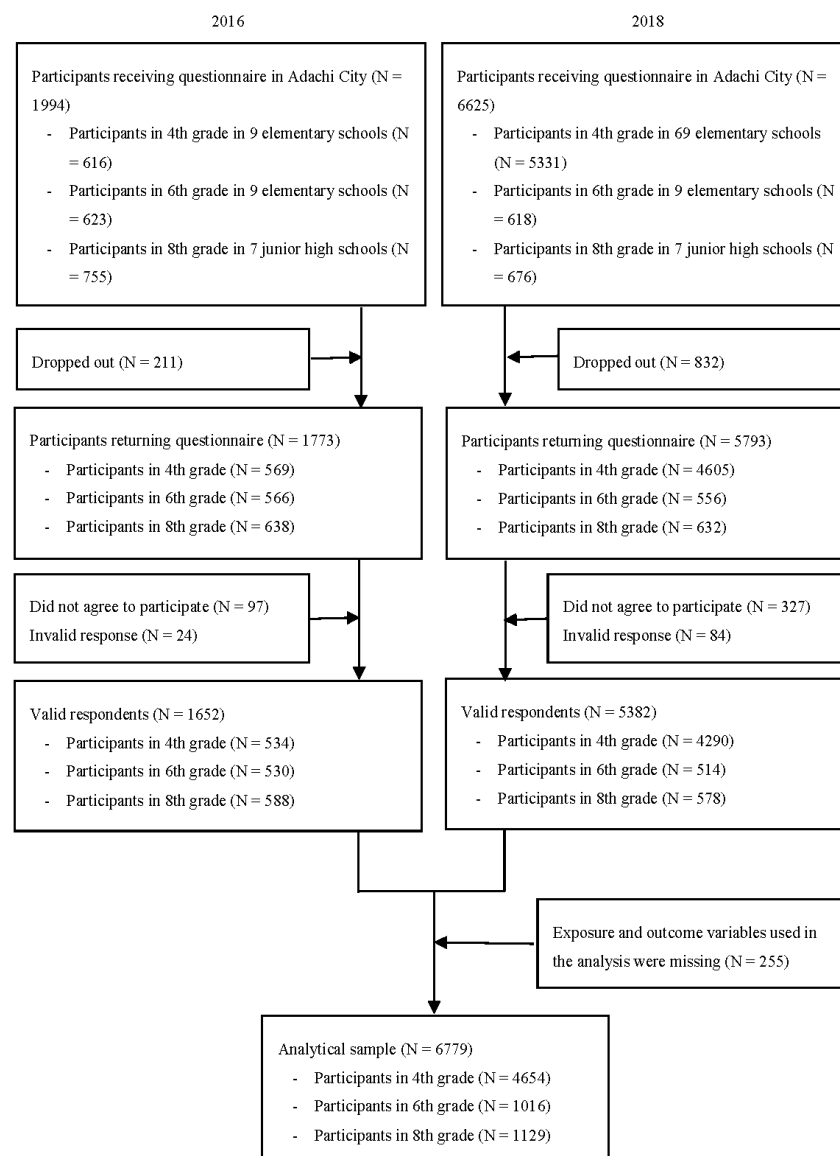 2016
Participants receiving questionnaire in Adachi City (N =
1994)
- Participants in 4th grade in 9 elementary schools (N
= 616)
- Participants in 6th grade in 9 elementary schools (N
= 623)
- Participants in 8th grade in 7 junior high schools (N
= 755)
2018
Participants receiving questionnaire in Adachi City (N =
6625)
- Participants in 4th grade in 69 elementary schools
(N = 5331)
- Participants in 6th grade in 9 elementary schools (N
= 618)
- Participants in 8th grade in 7 junior high schools (N
= 676)
Dropped out (N = 211)
Dropped out (N = 832)
Participants returning questionnaire (N = 1773)
- Participants in 4th grade (N = 569)
- Participants in 6th grade (N = 566)
- Participants in 8th grade (N = 638)
Participants returning questionnaire (N = 5793)
- Participants in 4th grade (N = 4605)
- Participants in 6th grade (N = 556)
- Participants in 8th grade (N = 632)
Did not agree to participate (N = 97)
Invalid response (N = 24)
Did not agree to participate (N = 327)
Invalid response (N = 84)
Valid respondents (N = 1652)
- Participants in 4th grade (N = 534)
- Participants in 6th grade (N = 530)
- Participants in 8th grade (N = 588)
Valid respondents (N = 5382)
- Participants in 4th grade (N = 4290)
- Participants in 6th grade (N = 514)
- Participants in 8th grade (N = 578)
Exposure and outcome variables used in
the analysis were missing (N = 255)
Analytical sample (N = 6779)
- Participants in 4th grade (N = 4654)
- Participants in 6th grade (N = 1016)
- Participants in 8th grade (N = 1129)